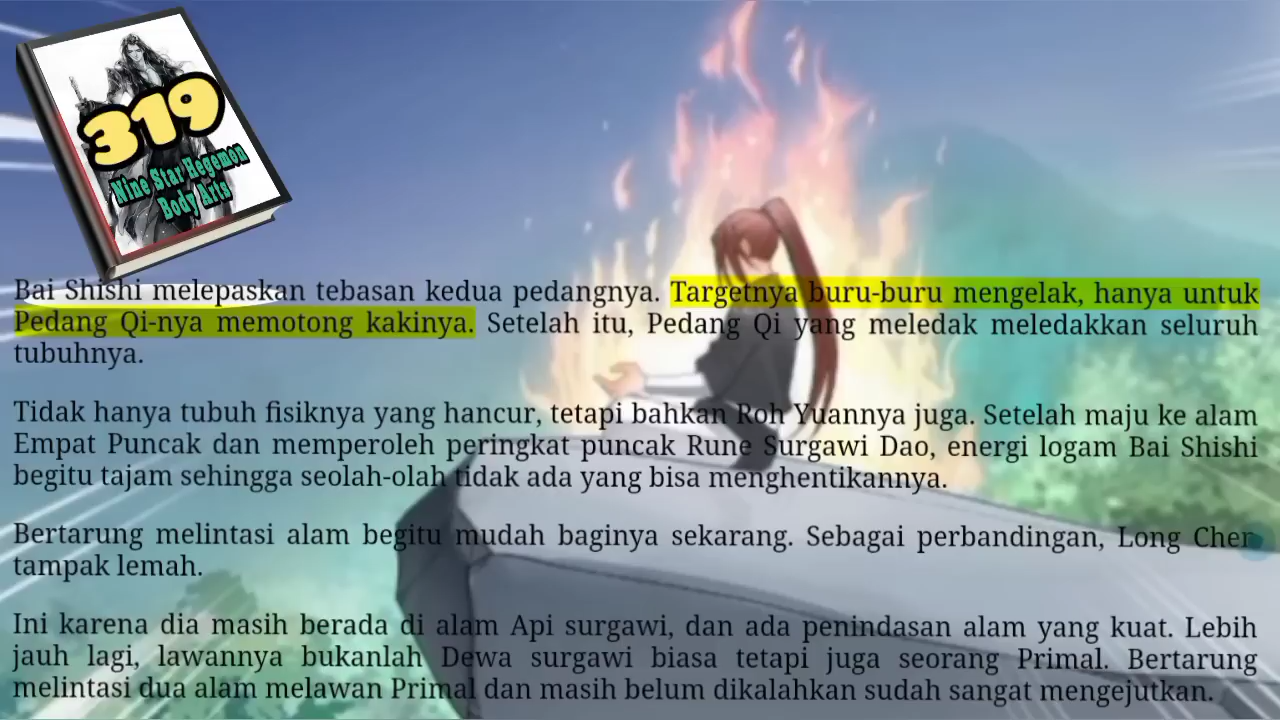 319
Nine Star Hegemon
Body Arts
Bai Shishi melepaskan tebasan kedua pedangnya. Targetnya buru-buru mengelak, hanya untuk
Pedang Qi-nya memotong kakinya. Setelah itu, Pedang Qi yang meledak meledakkan seluruh
tubuhnya.
Tidak hanya tubuh fisiknya yang hancur, tetapi bahkan Roh Yuannya juga. Setelah maju ke alam
Empat Puncak dan memperoleh peringkat puncak Rune Surgawi Dao, energi logam Bai Shishi
begitu tajam sehingga seolah-olah tidak ada yang bisa menghentikannya.
Bertarung melintasi alam begitu mudah baginya sekarang. Sebagai perbandingan, Long Chen
tampak lemah.
Ini karena dia masih berada di alam Api surgawi, dan ada penindasan alam yang kuat. Lebih
jauh lagi, lawannya bukanlah Dewa surgawi biasa tetapi juga seorang Primal. Bertarung
melintasi dua alam melawan Primal dan masih belum dikalahkan sudah sangat mengejutkan.